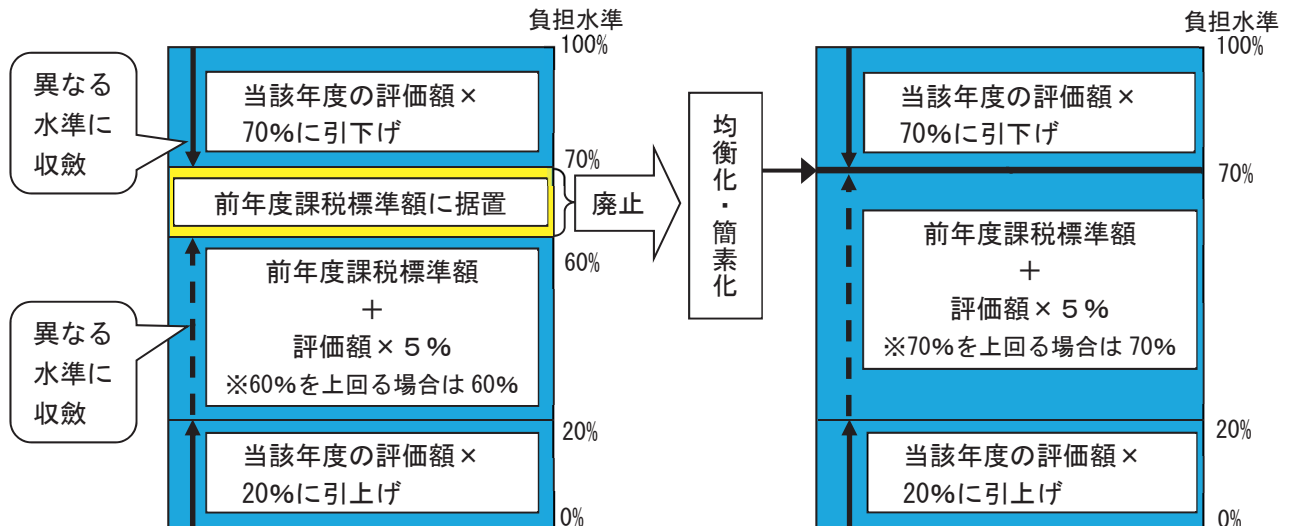 負担水準
100%
異なる
水準に
収斂
当該年度の評価額×
70%に引下げ
70%
前年度課税標準額に据置
廃止
60%
前年度課税標準額
+
評価額×５%
※60%を上回る場合は 60%
異なる
水準に
収斂
20%
当該年度の評価額×
20%に引上げ
0%
均衡化・簡素化
負担水準
100%
当該年度の評価額×
70%に引下げ
70%
前年度課税標準額
+
評価額×５%
※70%を上回る場合は 70%
20%
当該年度の評価額×
20%に引上げ
0%